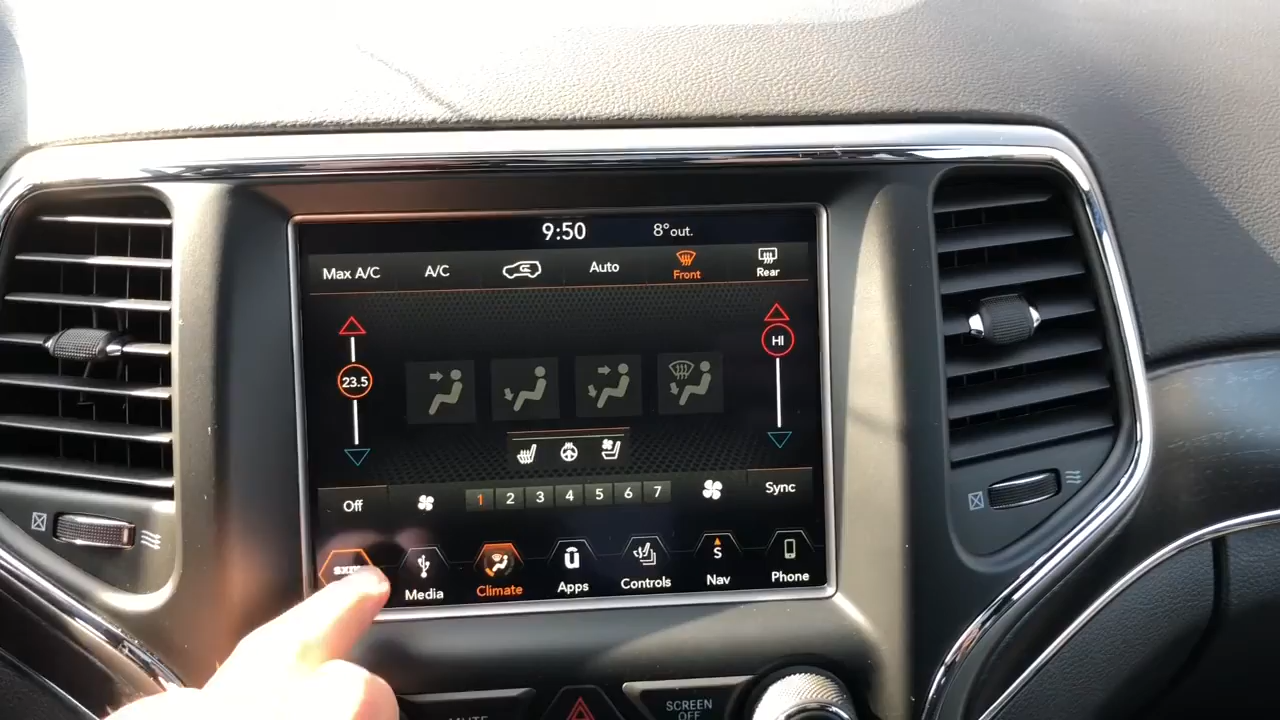 9:50 8°out.
Max A/C A/C Auto Front Rear
HI
23.5
Off 1 2 3 4 5 6 7 Sync
Media Climate Apps Controls Nav Phone
S
MUTE SCREEN
OFF